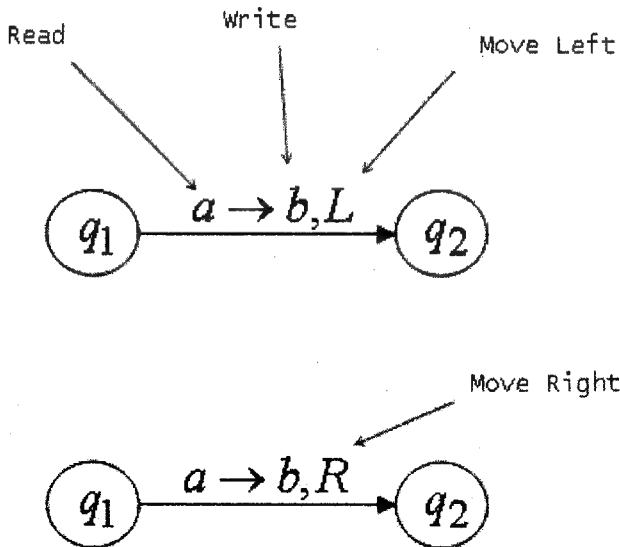 Read
Write
Move Left
a → b, L
q1
q2
Move Right
a → b, R
q1
q2